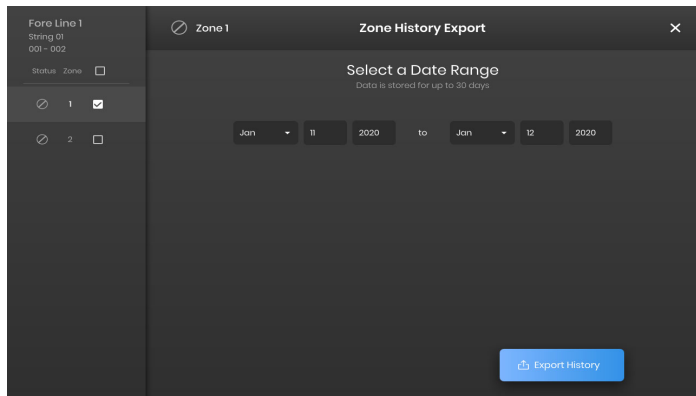 Fore Line 1
String 01
001 - 002
Status Zone
1
2
Zone 1
Zone History Export
Select a Date Range
Data is stored for up to 30 days
Jan 11 2020 to Jan 12 2020
Export History